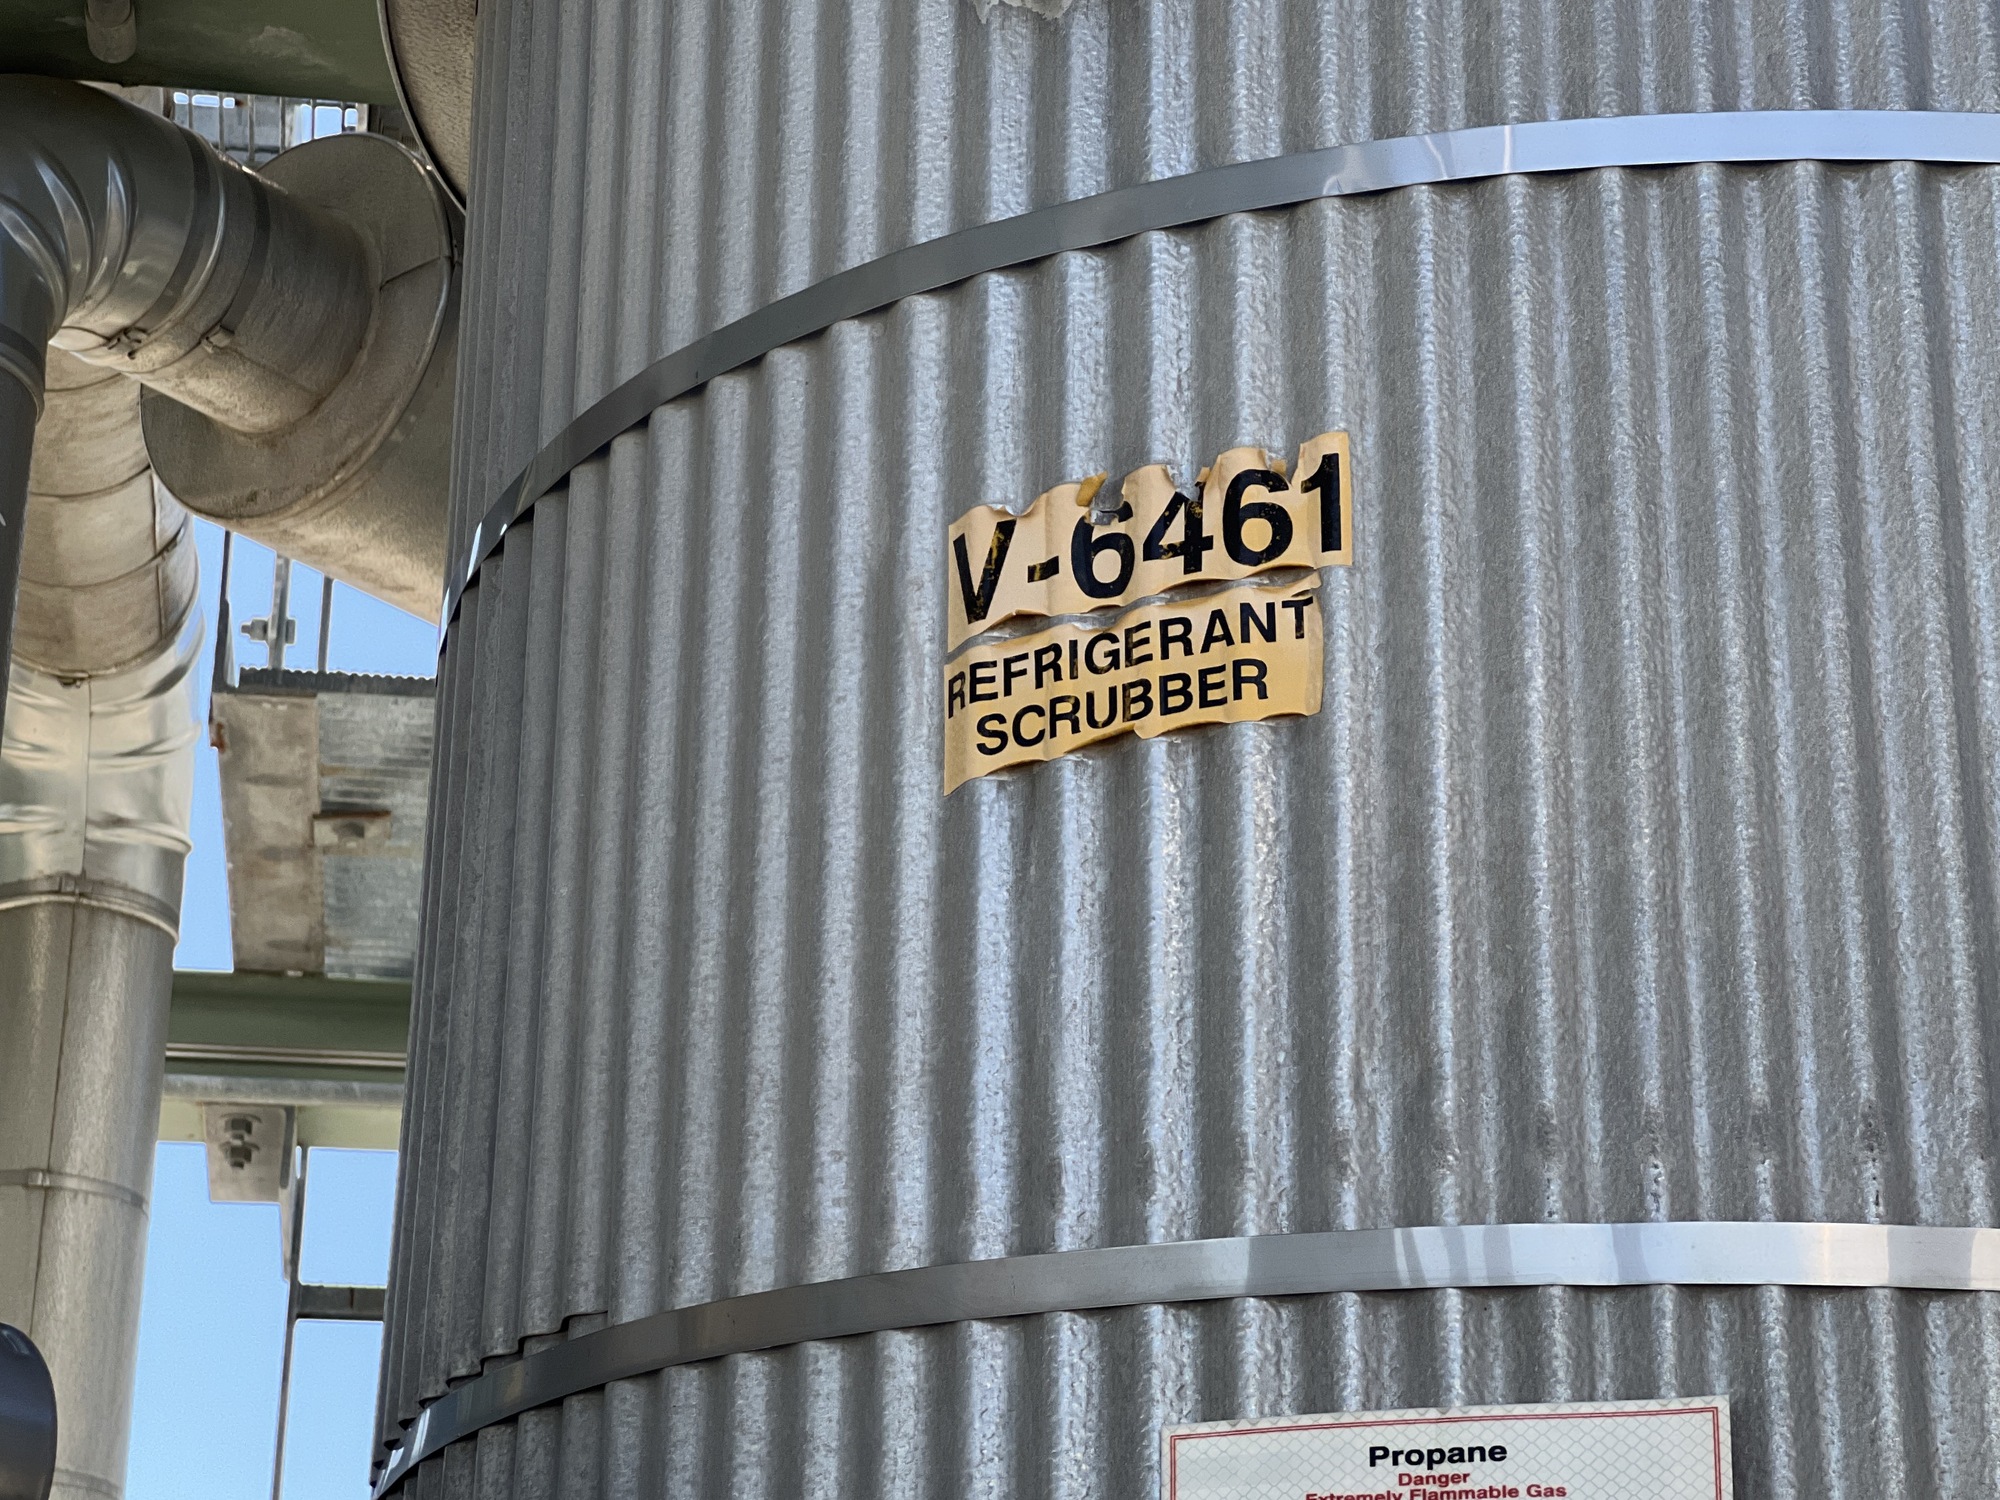 V-6461
REFRIGERANT
SCRUBBER
Propane
Danger
Extremely Flammable Gas